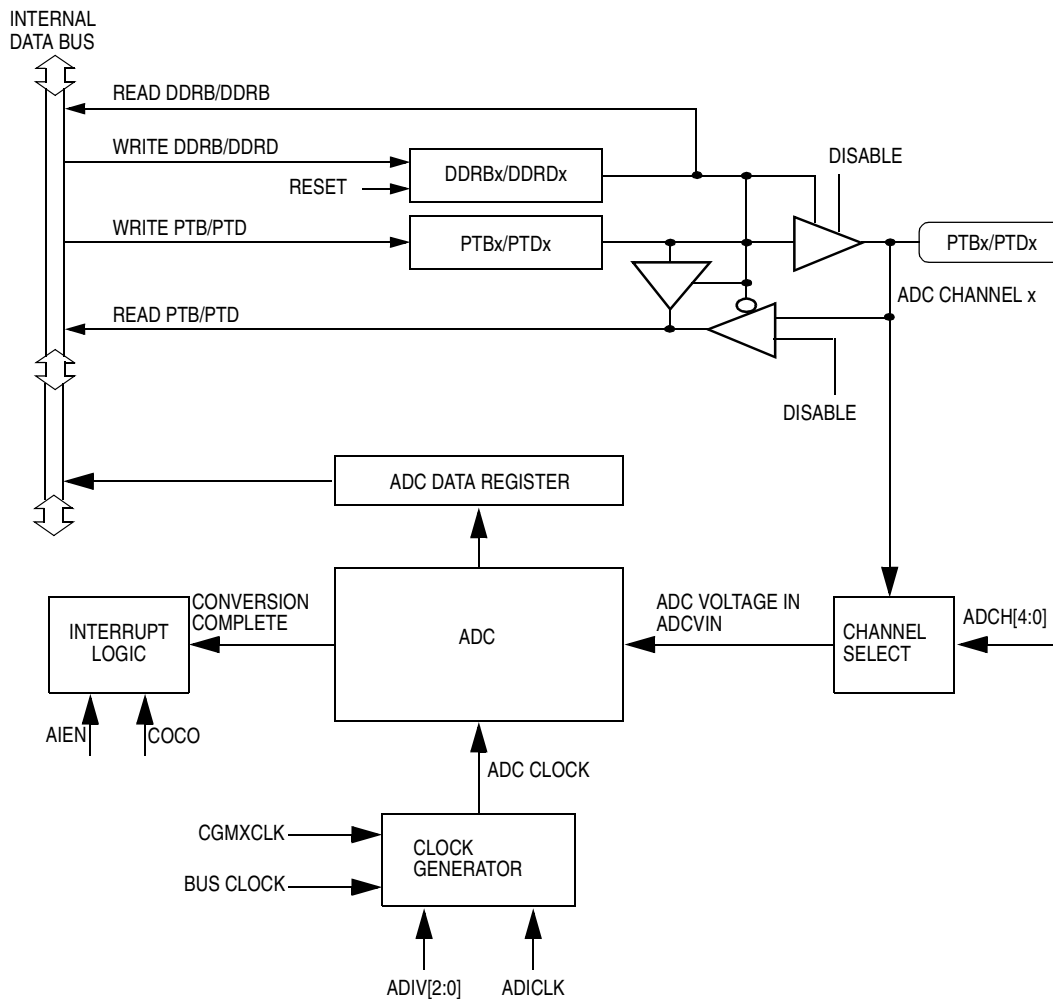 INTERNAL
DATA BUS
READ DDRB/DDRB
WRITE DDRB/DDRD
RESET
DDRBx/DDRDx
DISABLE
WRITE PTB/PTD
PTBx/PTDx
PTBx/PTDx
ADC CHANNEL x
READ PTB/PTD
DISABLE
ADC DATA REGISTER
INTERRUPT
LOGIC
CONVERSION
COMPLETE
ADC
ADC VOLTAGE IN
ADCVIN
CHANNEL
SELECT
ADCH[4:0]
AIEN
COCO
ADC CLOCK
CGMXCLK
BUS CLOCK
CLOCK
GENERATOR
ADIV[2:0]
ADICLK